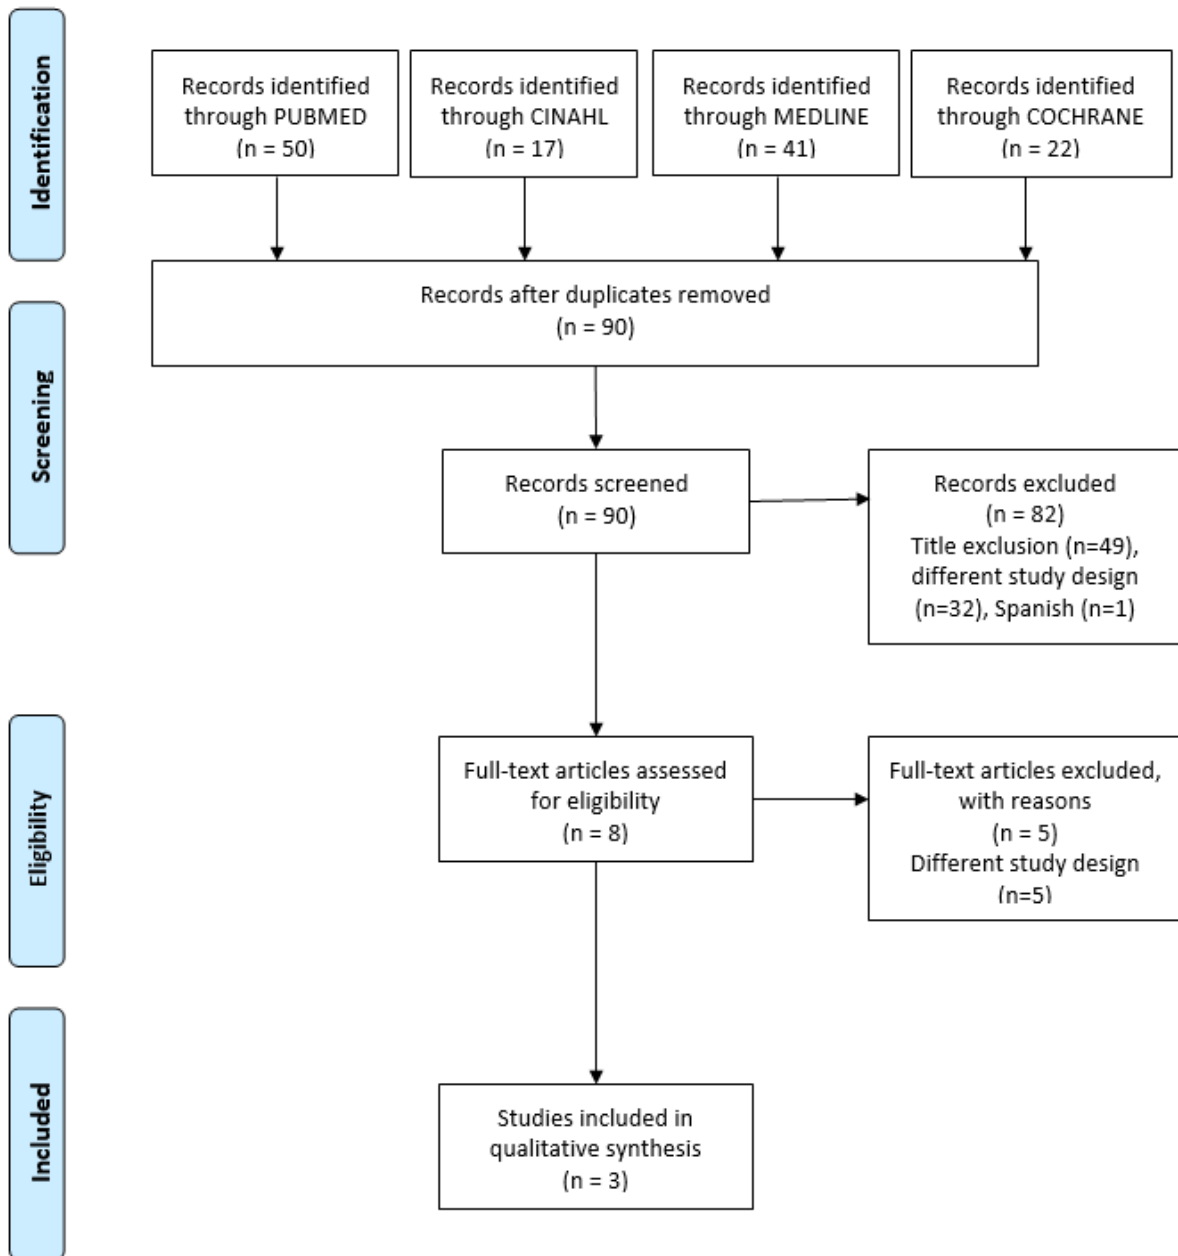 Identification
Records identified
through PUBMED
(n = 50)
Records identified
through CINAHL
(n = 17)
Records identified
through MEDLINE
(n = 41)
Records identified
through COCHRANE
(n = 22)
Records after duplicates removed
(n = 90)
Screening
Records screened
(n = 90)
Records excluded
(n = 82)
Title exclusion (n=49),
different study design
(n=32), Spanish (n=1)
Eligibility
Full-text articles assessed
for eligibility
(n = 8)
Full-text articles excluded,
with reasons
(n = 5)
Different study design
(n=5)
Included
Studies included in
qualitative synthesis
(n = 3)